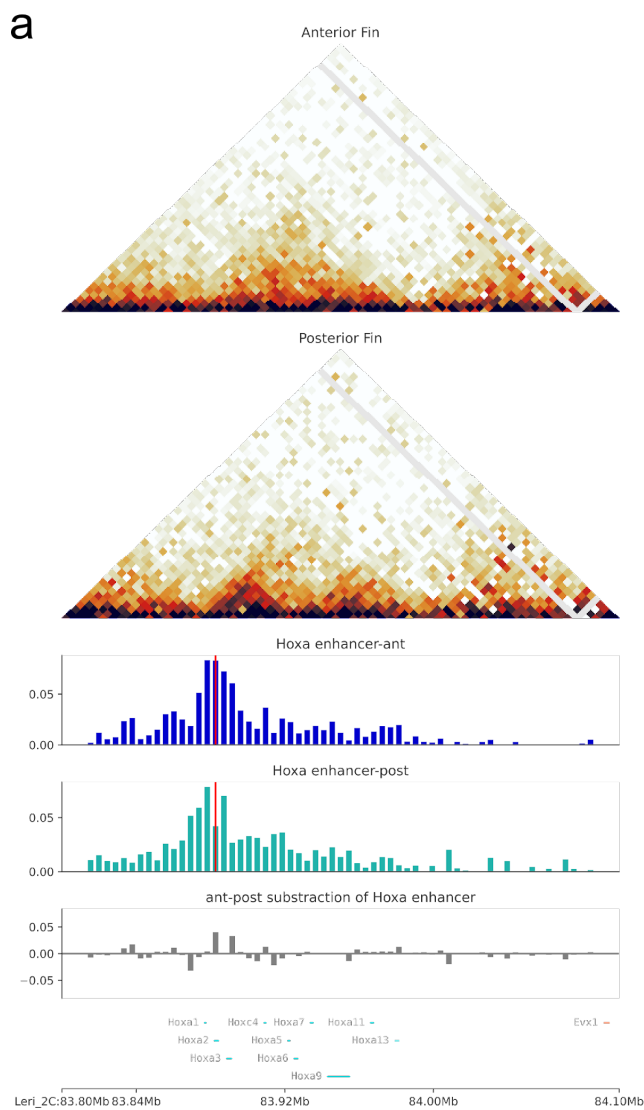 a
Anterior Fin
Posterior Fin
Hoxa enhancer-ant
0.05
0.00
Hoxa enhancer-post
0.05
0.00
ant-post substraction of Hoxa enhancer
0.05
0.00
−0.05
Hoxa1 Hoxc4 Hoxa7 Hoxa11 Evx1
Hoxa2 Hoxa5 Hoxa13
Hoxa3 Hoxa6
Hoxa9
Leri_2C:83.80Mb 83.84Mb 83.92Mb 84.00Mb 84.10Mb